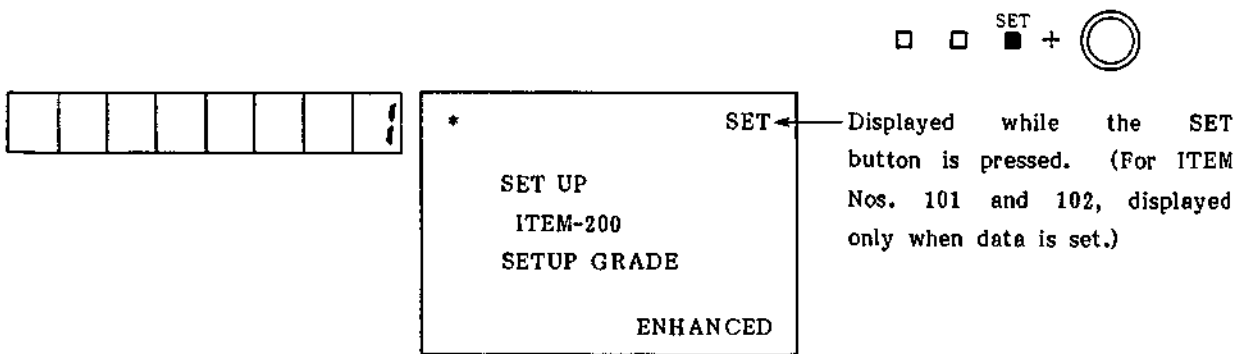 SET
+
1
* SET
SET UP
ITEM-200
SETUP GRADE
ENHANCED
Displayed while the SET
button is pressed. (For ITEM
Nos. 101 and 102, displayed
only when data is set.)